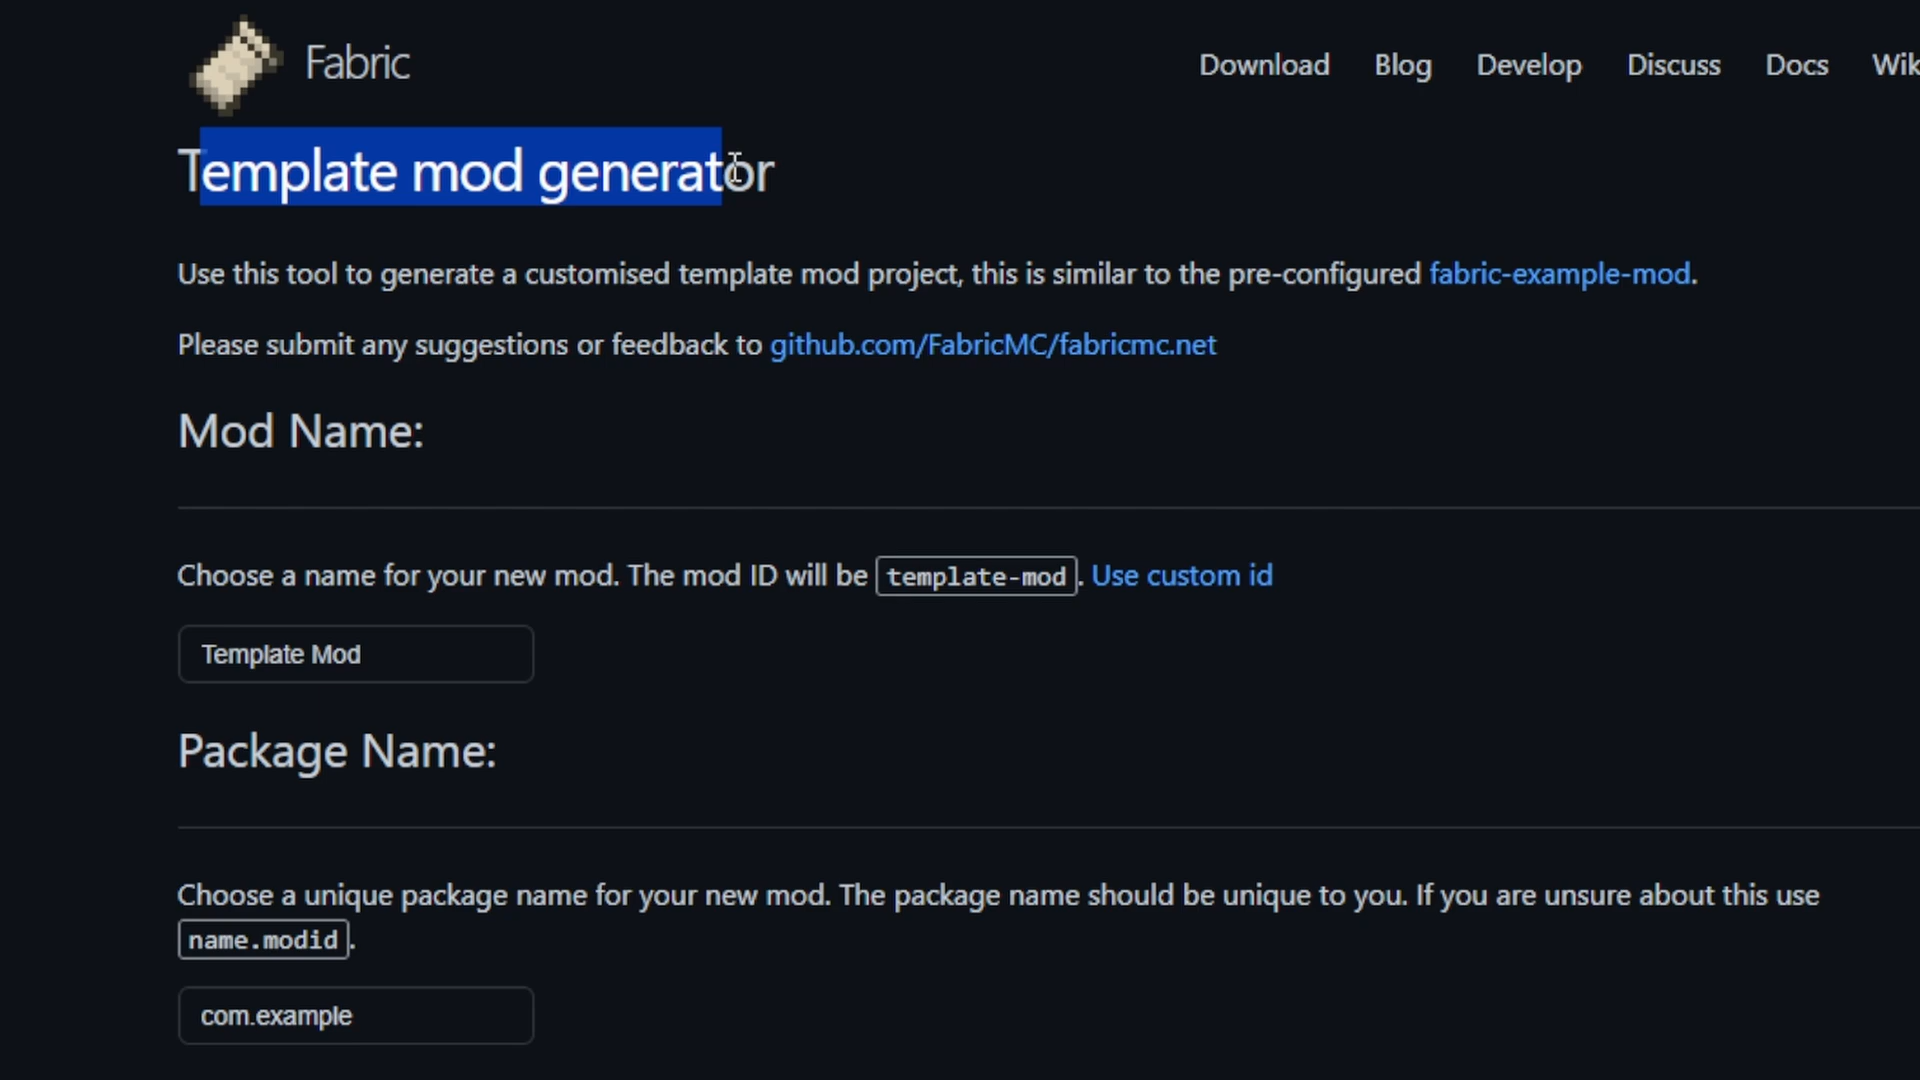 Fabric
Download Blog Develop Discuss Docs Wik
Template mod generator
Use this tool to generate a customised template mod project, this is similar to the pre-configured fabric-example-mod.
Please submit any suggestions or feedback to github.com/FabricMC/fabricmc.net
Mod Name:
Choose a name for your new mod. The mod ID will be template-mod. Use custom id
Template Mod
Package Name:
Choose a unique package name for your new mod. The package name should be unique to you. If you are unsure about this use
name.modid.
com.example